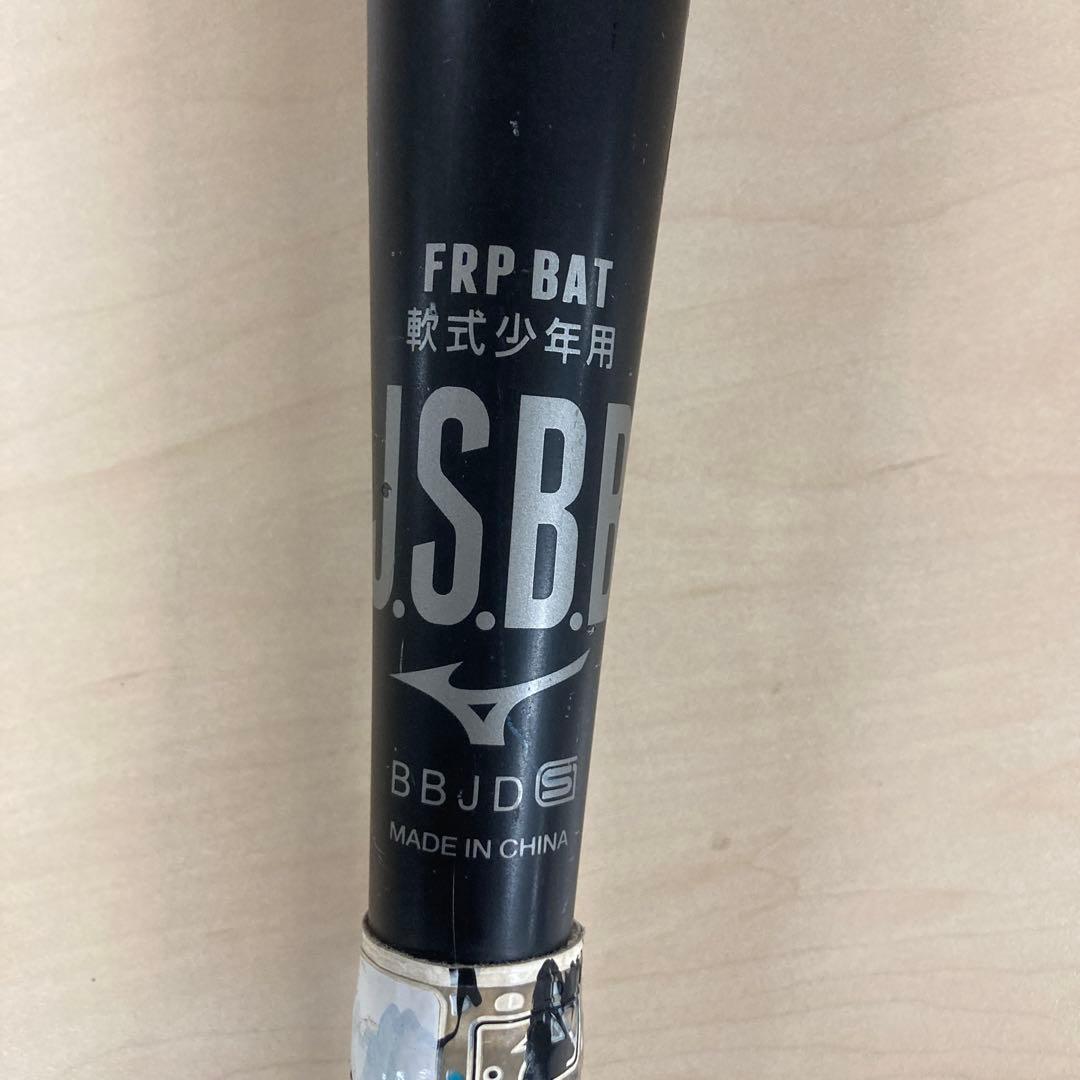 FRP BAT
軟式少年用
J.S.B.B
BBJD S
MADE IN CHINA